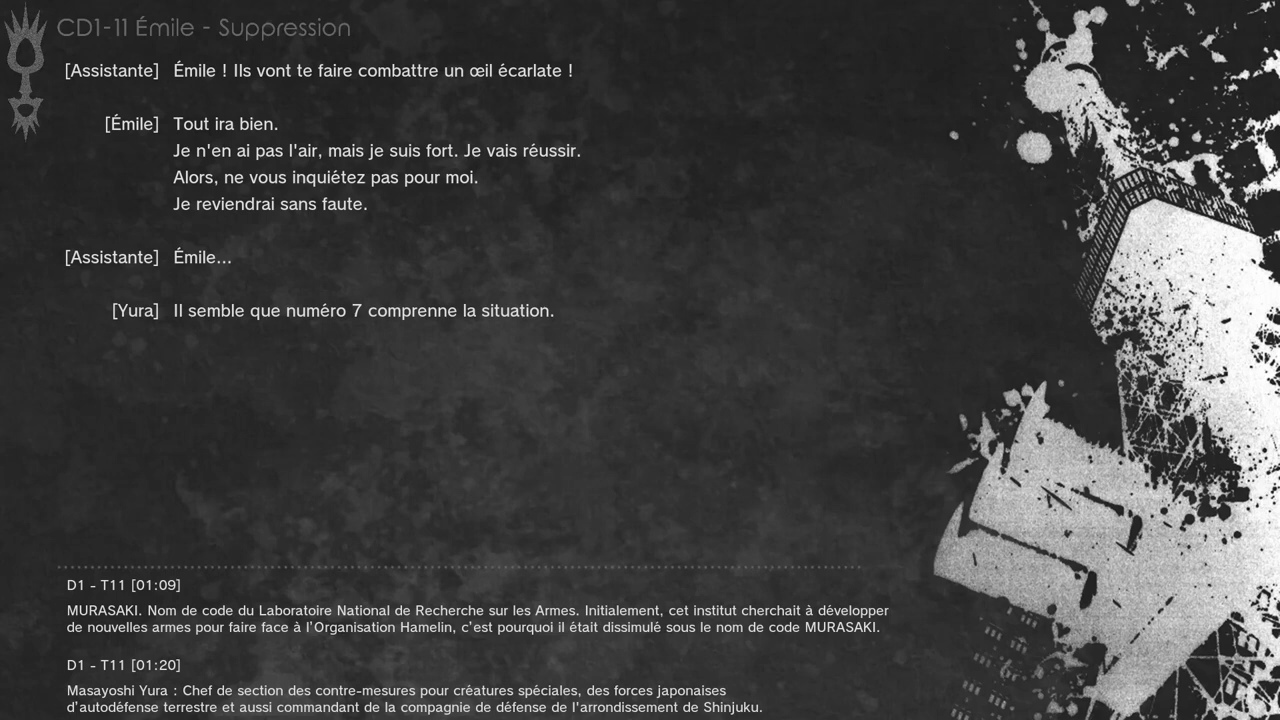 CD1-11 Émile - Suppression
[Assistante] Émile ! Ils vont te faire combattre un œil écarlate !
[Émile] Tout ira bien.
Je n'en ai pas l'air, mais je suis fort. Je vais réussir.
Alors, ne vous inquiétez pas pour moi.
Je reviendrai sans faute.
[Assistante] Émile...
[Yura] Il semble que numéro 7 comprenne la situation.
D1 - T11 [01:09]
MURASAKI. Nom de code du Laboratoire National de Recherche sur les Armes. Initialement, cet institut cherchait à développer
de nouvelles armes pour faire face à l'Organisation Hamelin, c'est pourquoi il était dissimulé sous le nom de code MURASAKI.
D1 - T11 [01:20]
Masayoshi Yura : Chef de section des contre-mesures pour créatures spéciales, des forces japonaises
d'autodéfense terrestre et aussi commandant de la compagnie de défense de l'arrondissement de Shinjuku.